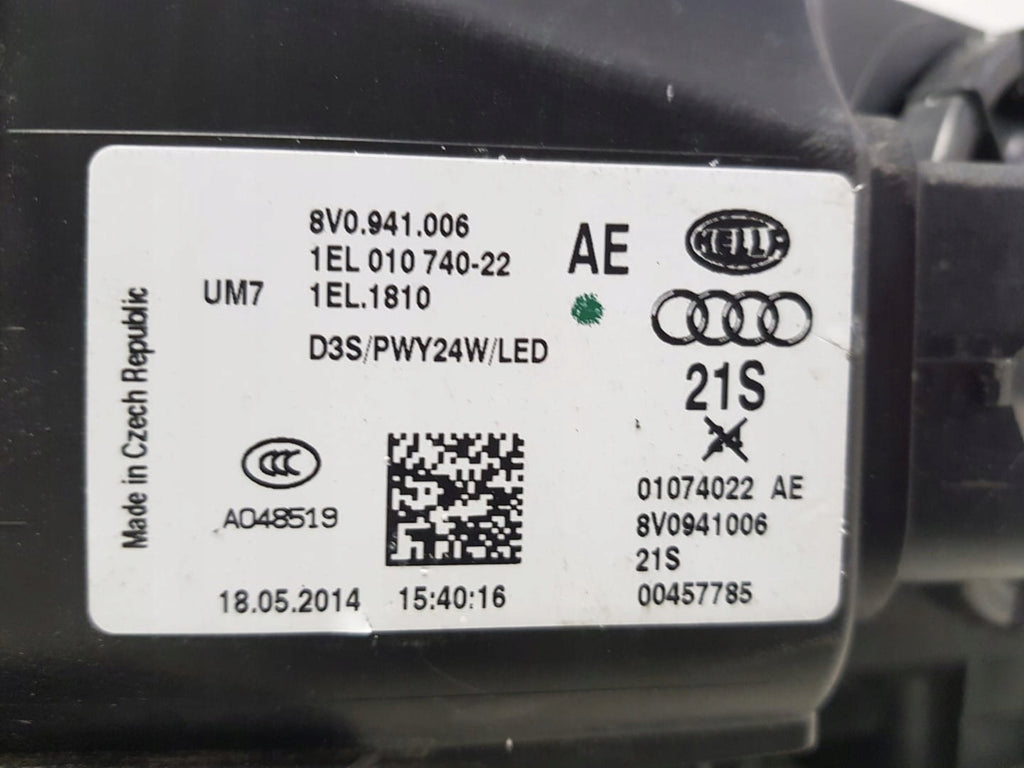 Made in Czech Republic
UM7
8V0.941.006
1EL 010 740-22
1EL.1810
D3S/PWY24W/LED
AE
HELLA
21S
CCC
A048519
18.05.2014 15:40:16
01074022 AE
8V0941006
21S
00457785